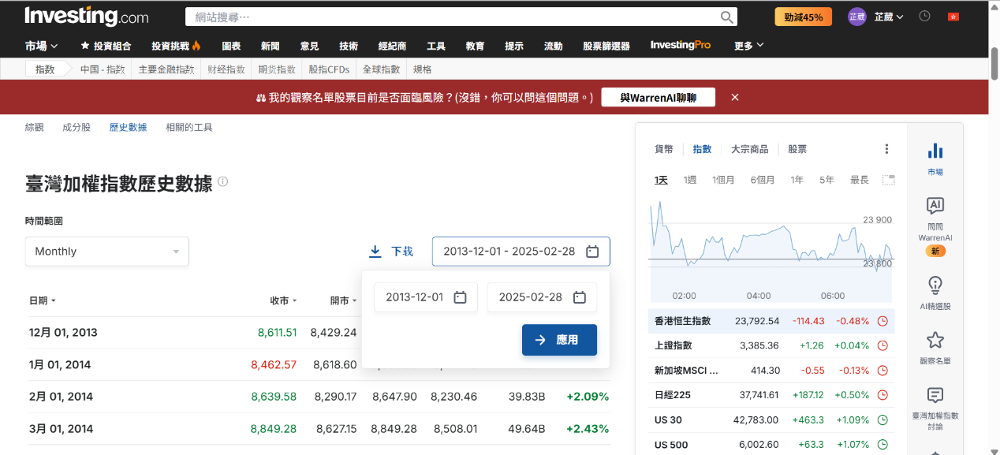 Investing.com
網站搜尋...
勁減45%
芷葳
芷葳
市場
投資組合
投資挑戰
圖表
新聞
意見
技術
經紀商
工具
教育
提示
流動
股票篩選器
InvestingPro
更多
指數
中国 - 指数
主要金融指數
财经指數
期货指數
股指CFDs
全球指數
規格
我的觀察名單股票目前是否面臨風險？(沒錯，你可以問這個問題。)
與WarrenAI聊聊
綜觀
成分股
歷史數據
相關的工具
臺灣加權指數歷史數據
時間範圍
Monthly
下载
2013-12-01 - 2025-02-28
2013-12-01
2025-02-28
應用
日期
收市
開市
12月 01, 2013 8,611.51 8,429.24
1月 01, 2014 8,462.57 8,618.60
2月 01, 2014 8,639.58 8,290.17 8,647.90 8,230.46 39.83B +2.09%
3月 01, 2014 8,849.28 8,627.15 8,849.28 8,508.01 49.64B +2.43%
貨幣
指數
大宗商品
股票
1天
1週
1個月
6個月
1年
5年
最長
23 900
23 800
02:00
04:00
06:00
香港恒生指數 23,792.54 -114.43 -0.48%
上證指數 3,385.36 +1.26 +0.04%
新加坡MSCI ... 414.30 -0.55 -0.13%
日經225 37,741.61 +187.12 +0.50%
US 30 42,783.00 +463.3 +1.09%
US 500 6,002.60 +63.3 +1.07%
市場
AI
問問
WarrenAI
新
AI精選股
觀察名單
臺灣加權指數
討論